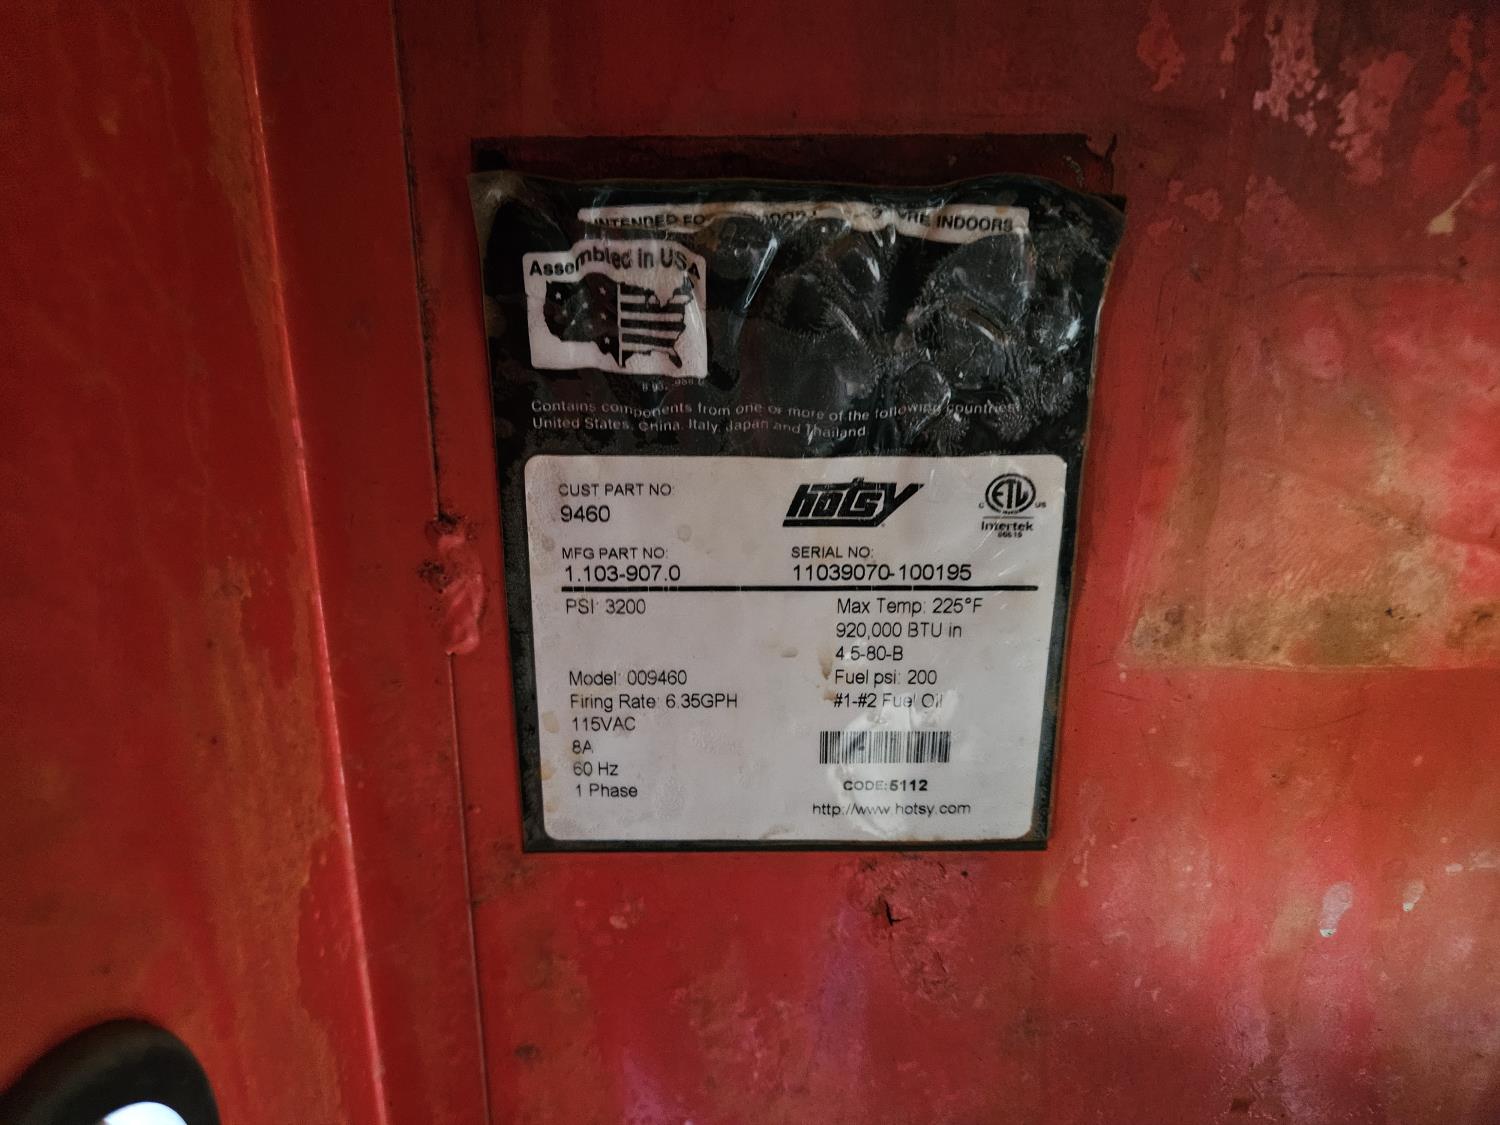 INTENDED INDOORS
Assembled in USA
Contains components from one or more of the following countries:
United States, China, Italy, Japan and Thailand
CUST PART NO:
9460
hotsy
ETL
C US
Intertek
MFG PART NO:
1.103-907.0
SERIAL NO:
11039070-100195
PSI: 3200
Model: 009460
Firing Rate: 6.35GPH
115VAC
8A
60 Hz
1 Phase
Max Temp: 225°F
920,000 BTU in
4.5-80-B
Fuel psi: 200
#1-#2 Fuel Oil
CODE:5112
http://www.hotsy.com